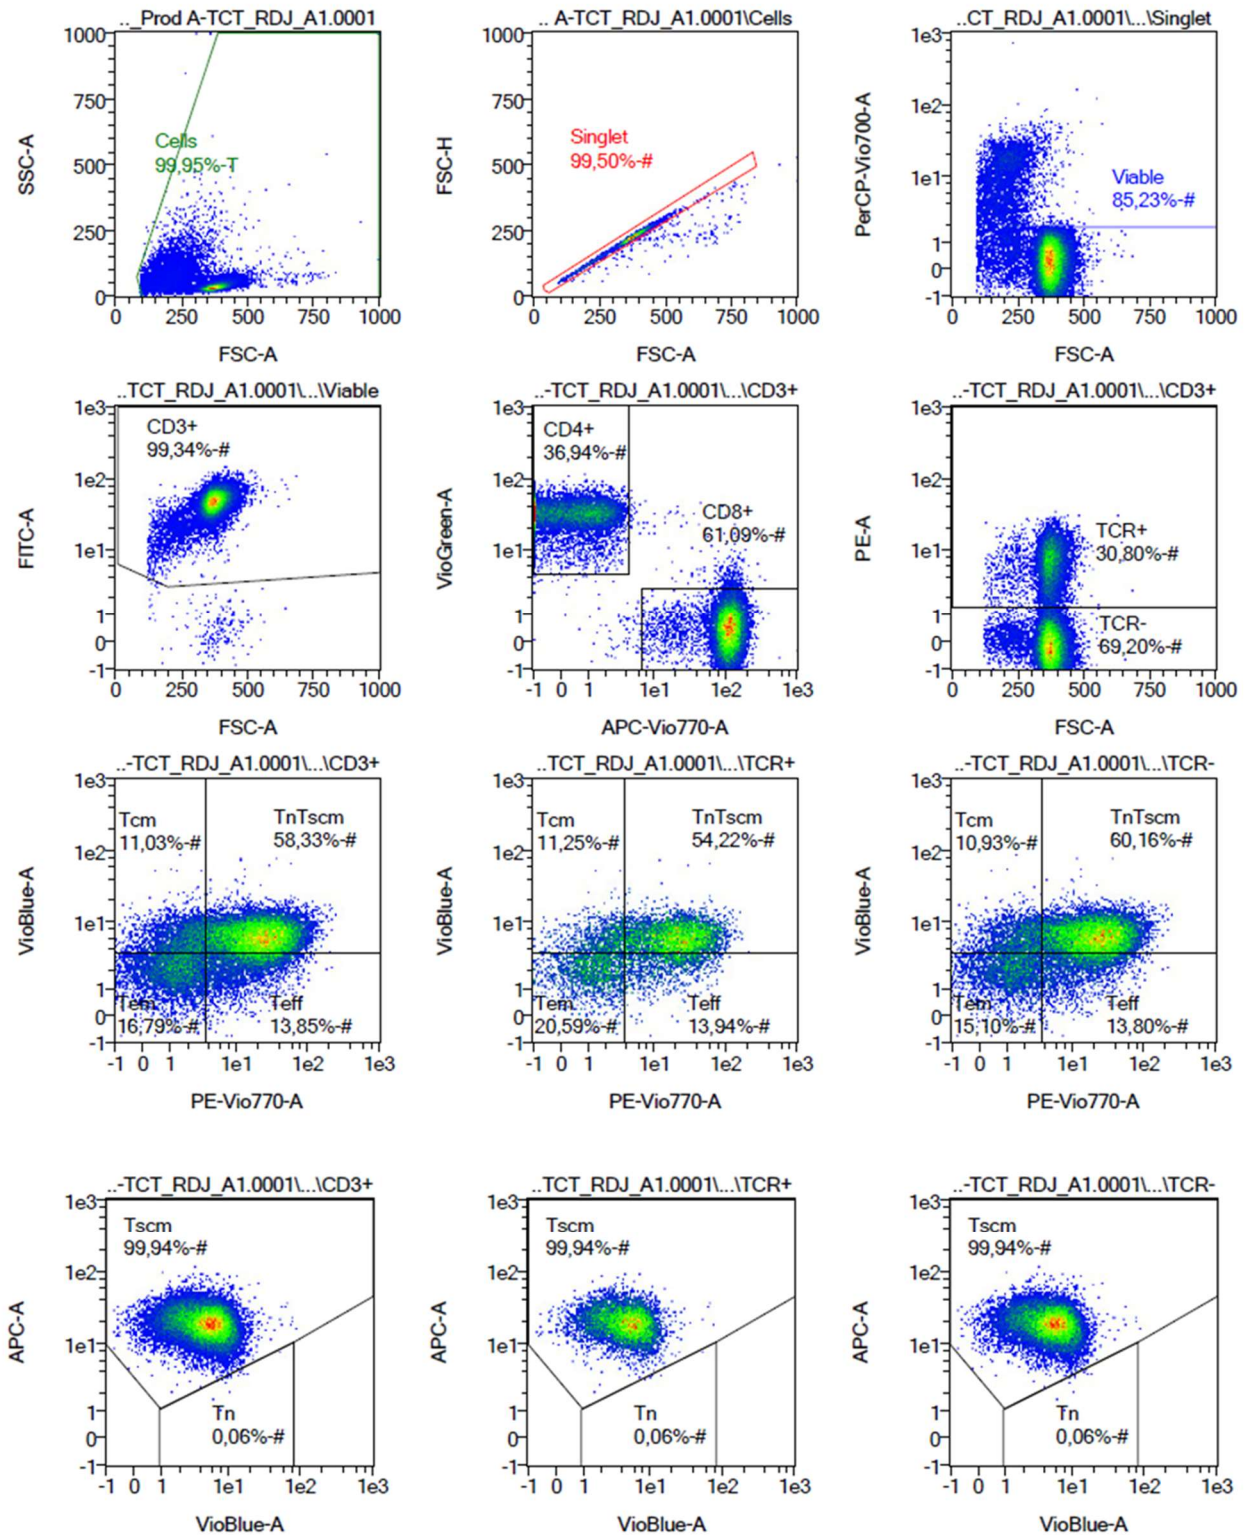 .._Prod A-TCT_RDJ_A1.0001
1000
750
500
250
0
SSC-A
Cells
99,95%-T
0 250 500 750 1000
FSC-A
.. A-TCT_RDJ_A1.0001\Cells
1000
750
500
250
0
FSC-H
Singlet
99,50%-#
0 250 500 750 1000
FSC-A
..CT_RDJ_A1.0001\...\Singlet
1e3
1e2
1e1
1
0
-1
PerCP-Vio700-A
Viable
85,23%-#
0 250 500 750 1000
FSC-A
..TCT_RDJ_A1.0001\...\Viable
1e3
1e2
1e1
1
0
-1
FITC-A
CD3+
99,34%-#
0 250 500 750 1000
FSC-A
..-TCT_RDJ_A1.0001\...\CD3+
1e3
1e2
1e1
1
0
-1
VioGreen-A
CD4+
36,94%-#
CD8+
61,09%-#
-1 0 1 1e1 1e2 1e3
APC-Vio770-A
..-TCT_RDJ_A1.0001\...\CD3+
1e3
1e2
1e1
1
0
-1
PE-A
TCR+
30,80%-#
TCR-
69,20%-#
0 250 500 750 1000
FSC-A
..-TCT_RDJ_A1.0001\...\CD3+
1e3
1e2
1e1
1
0
-1
VioBlue-A
Tcm
11,03%-#
TnTscm
58,33%-#
Tem
16,79%-#
Teff
13,85%-#
-1 0 1 1e1 1e2 1e3
PE-Vio770-A
..TCT_RDJ_A1.0001\...\TCR+
1e3
1e2
1e1
1
0
-1
VioBlue-A
Tcm
11,25%-#
TnTscm
54,22%-#
Tem
20,59%-#
Teff
13,94%-#
-1 0 1 1e1 1e2 1e3
PE-Vio770-A
..-TCT_RDJ_A1.0001\...\TCR-
1e3
1e2
1e1
1
0
-1
VioBlue-A
Tcm
10,93%-#
TnTscm
60,16%-#
Tem
15,10%-#
Teff
13,80%-#
-1 0 1 1e1 1e2 1e3
PE-Vio770-A
..-TCT_RDJ_A1.0001\...\CD3+
1e3
1e2
1e1
1
0
-1
APC-A
Tscm
99,94%-#
Tn
0,06%-#
-1 0 1 1e1 1e2 1e3
VioBlue-A
..TCT_RDJ_A1.0001\...\TCR+
1e3
1e2
1e1
1
0
-1
APC-A
Tscm
99,94%-#
Tn
0,06%-#
-1 0 1 1e1 1e2 1e3
VioBlue-A
..-TCT_RDJ_A1.0001\...\TCR-
1e3
1e2
1e1
1
0
-1
APC-A
Tscm
99,94%-#
Tn
0,06%-#
-1 0 1 1e1 1e2 1e3
VioBlue-A